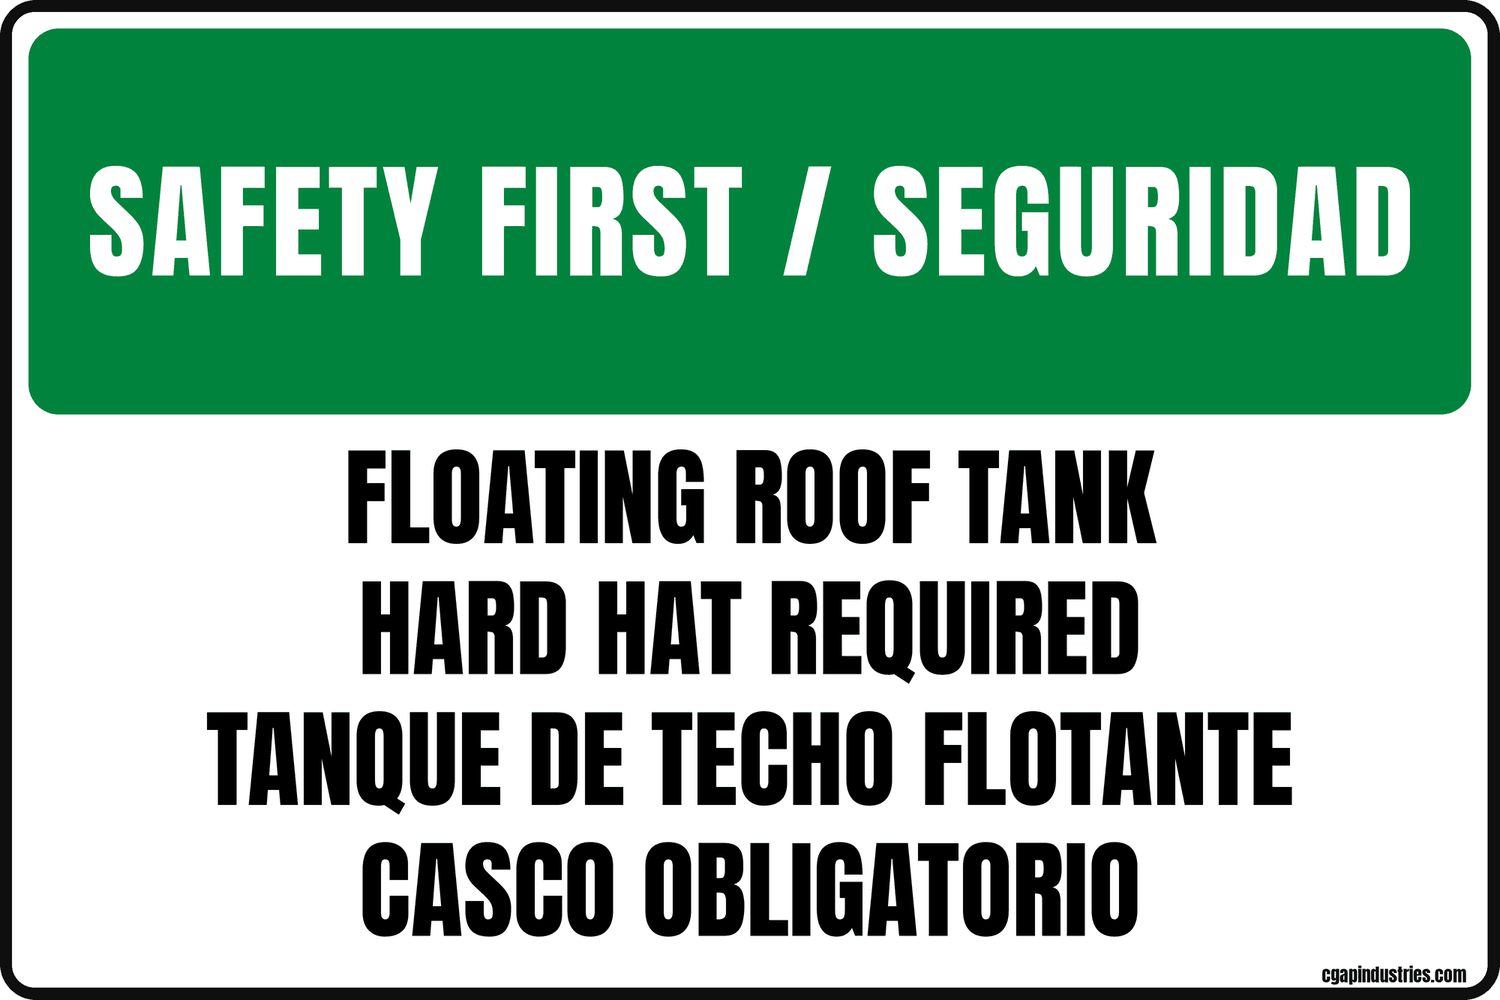 SAFETY FIRST / SEGURIDAD
FLOATING ROOF TANK
HARD HAT REQUIRED
TANQUE DE TECHO FLOTANTE
CASCO OBLIGATORIO
cgapindustries.com